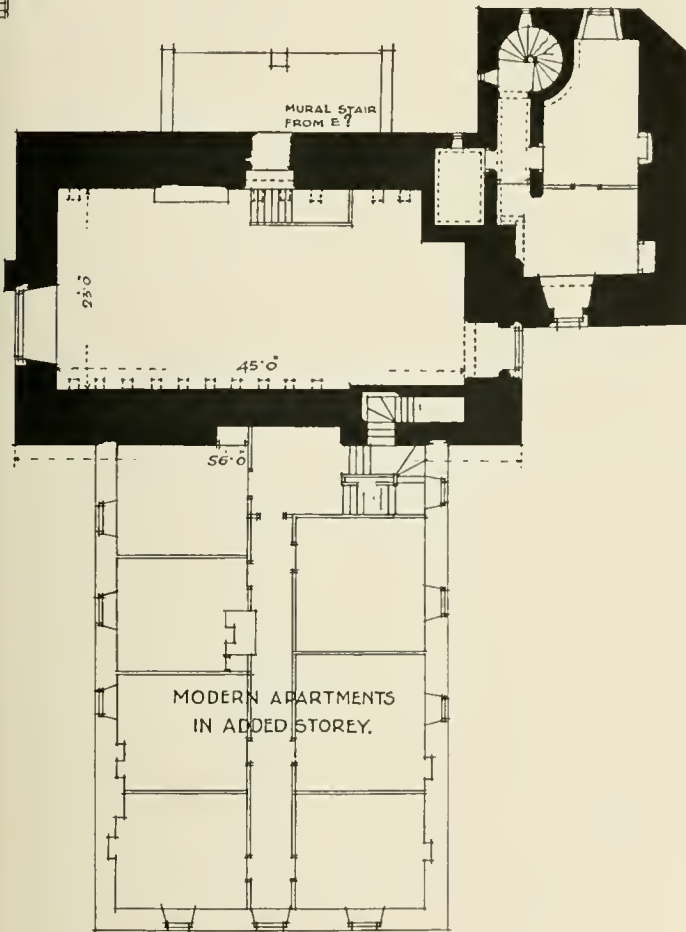 MURAL STAIR
FROM E?
23·0"
45·0"
56·0"
MODERN APARTMENTS
IN ADDED STOREY.